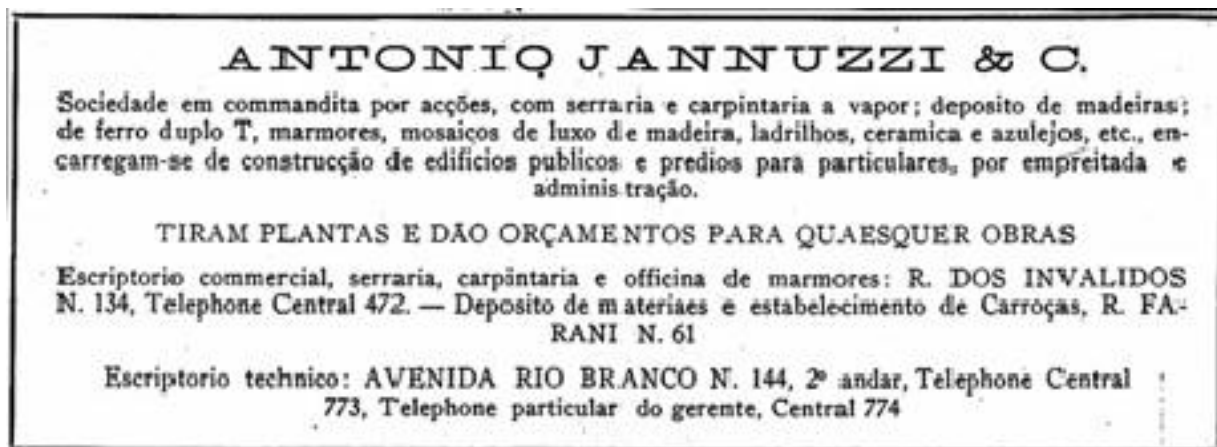 ANTONIO JANNUZZI & C.
Sociedade em commandita por acções, com serraria e carpintaria a vapor; deposito de madeiras;
de ferro duplo T, marmores, mosaicos de luxo de madeira, ladrilhos, ceramica e azulejos, etc., en-
carregam-se de construcção de edificios publicos e predios para particulares, por empreitada e
adminis tração.
TIRAM PLANTAS E DÃO ORÇAMENTOS PARA QUAESQUER OBRAS
Escriptorio commercial, serraria, carpintaria e officina de marmores: R. DOS INVALIDOS
N. 134, Telephone Central 472. — Deposito de materiaes e estabelecimento de Carroças, R. FA-
RANI N. 61
Escriptorio technico: AVENIDA RIO BRANCO N. 144, 2º andar, Telephone Central
773, Telephone particular do gerente, Central 774